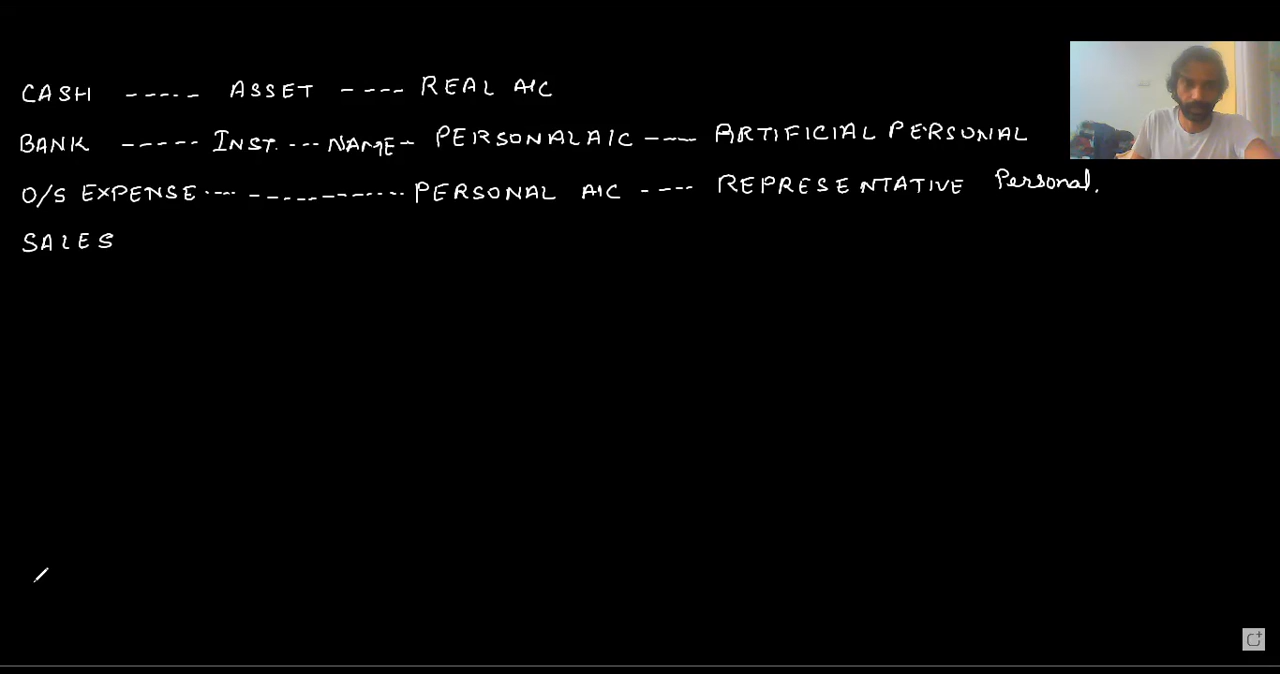 CASH ----- ASSET ---- REAL A/C
BANK ----- INST. --- NAME - PERSONAL A/C ---- ARTIFICIAL PERSONAL
O/S EXPENSE ---- ----------- PERSONAL A/C ---- REPRESENTATIVE Personal.
SALES